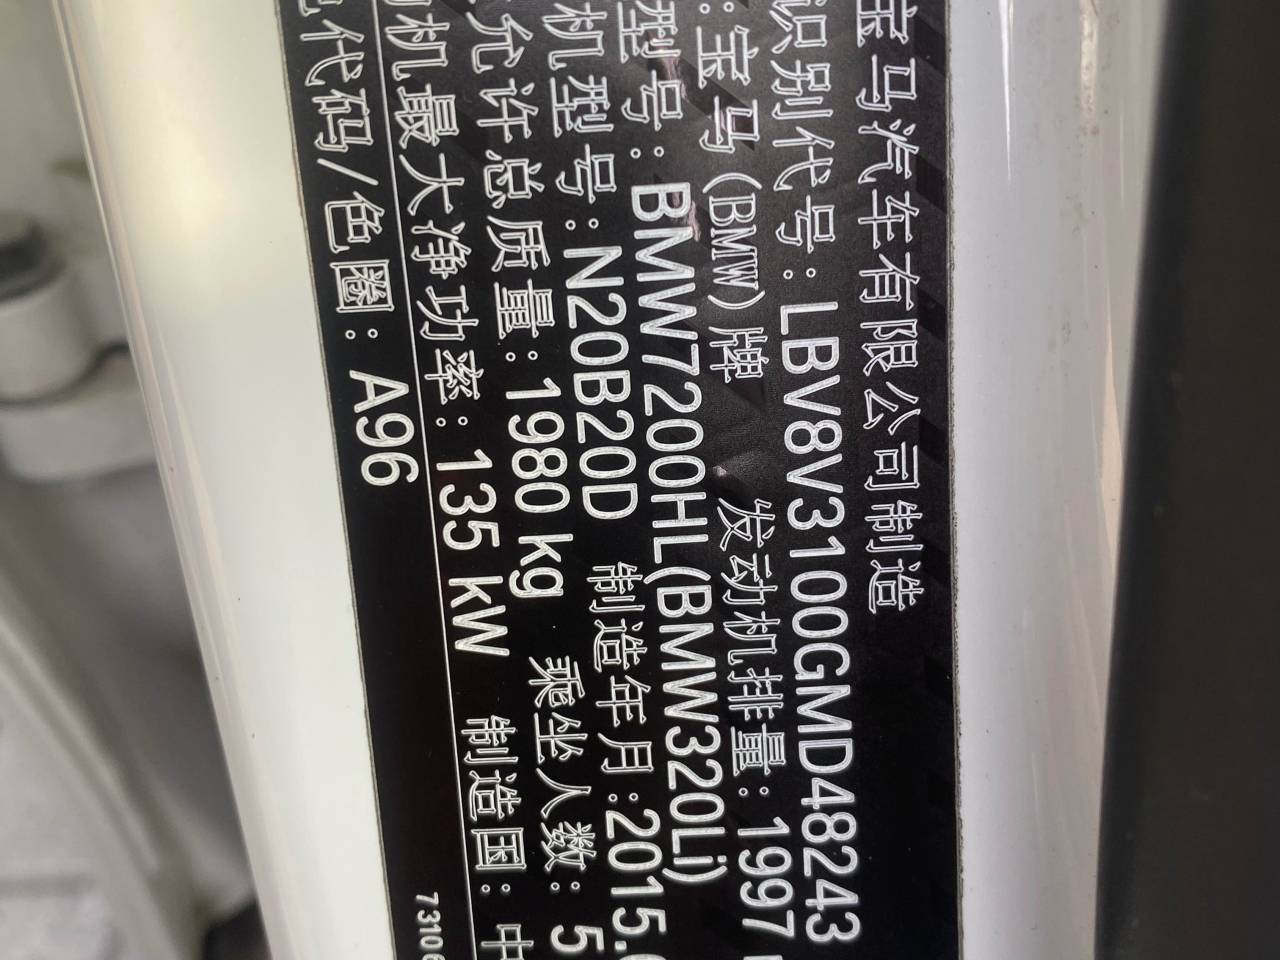 宝马汽车有限公司制造
识别代号:LBV8V3100GMD48243
:宝马(BMW)牌 发动机排量:1997
型号:BMW7200HL(BMW320Li)
机型号:N20B20D 制造年月:2015.
允许总质量:1980 kg 乘坐人数:5
机最大净功率:135 kW 制造国:中
代码/色圈:A96
7310